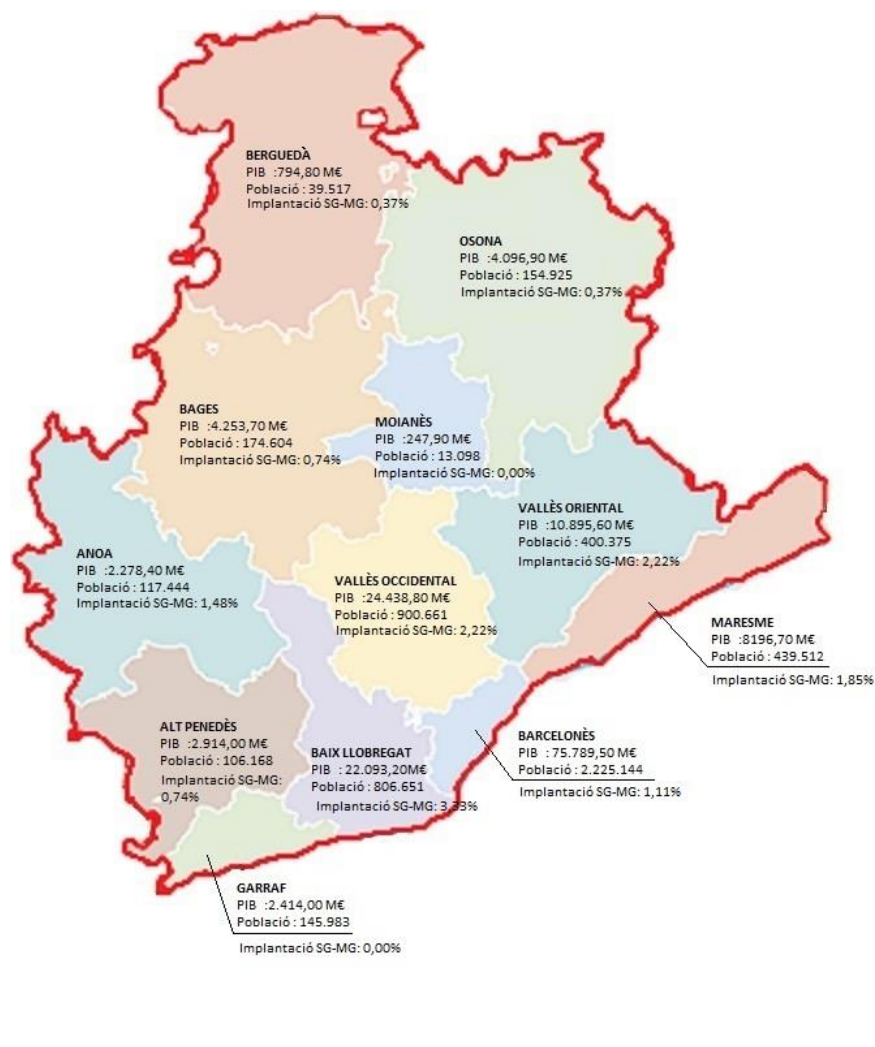 BERGUEDÀ
PIB :794,80 M€
Població : 39.517
Implantació SG-MG: 0,37%
OSONA
PIB :4.096,90 M€
Població : 154.925
Implantació SG-MG: 0,37%
BAGES
PIB :4.253,70 M€
Població : 174.604
Implantació SG-MG: 0,74%
MOIANÈS
PIB :247,90 M€
Població : 13.098
Implantació SG-MG: 0,00%
VALLÈS ORIENTAL
PIB :10.895,60 M€
Població : 400.375
Implantació SG-MG: 2,22%
ANOA
PIB :2.278,40 M€
Població : 117.444
Implantació SG-MG: 1,48%
VALLÈS OCCIDENTAL
PIB :24.438,80 M€
Població : 900.661
Implantació SG-MG: 2,22%
MARESME
PIB :8196,70 M€
Població : 439.512
Implantació SG-MG: 1,85%
ALT PENEDÈS
PIB :2.914,00 M€
Població : 106.168
Implantació SG-MG:
0,74%
BAIX LLOBREGAT
PIB : 22.093,20M€
Població : 806.651
Implantació SG-MG: 3,33%
BARCELONÈS
PIB : 75.789,50 M€
Població : 2.225.144
Implantació SG-MG: 1,11%
GARRAF
PIB :2.414,00 M€
Població : 145.983
Implantació SG-MG: 0,00%